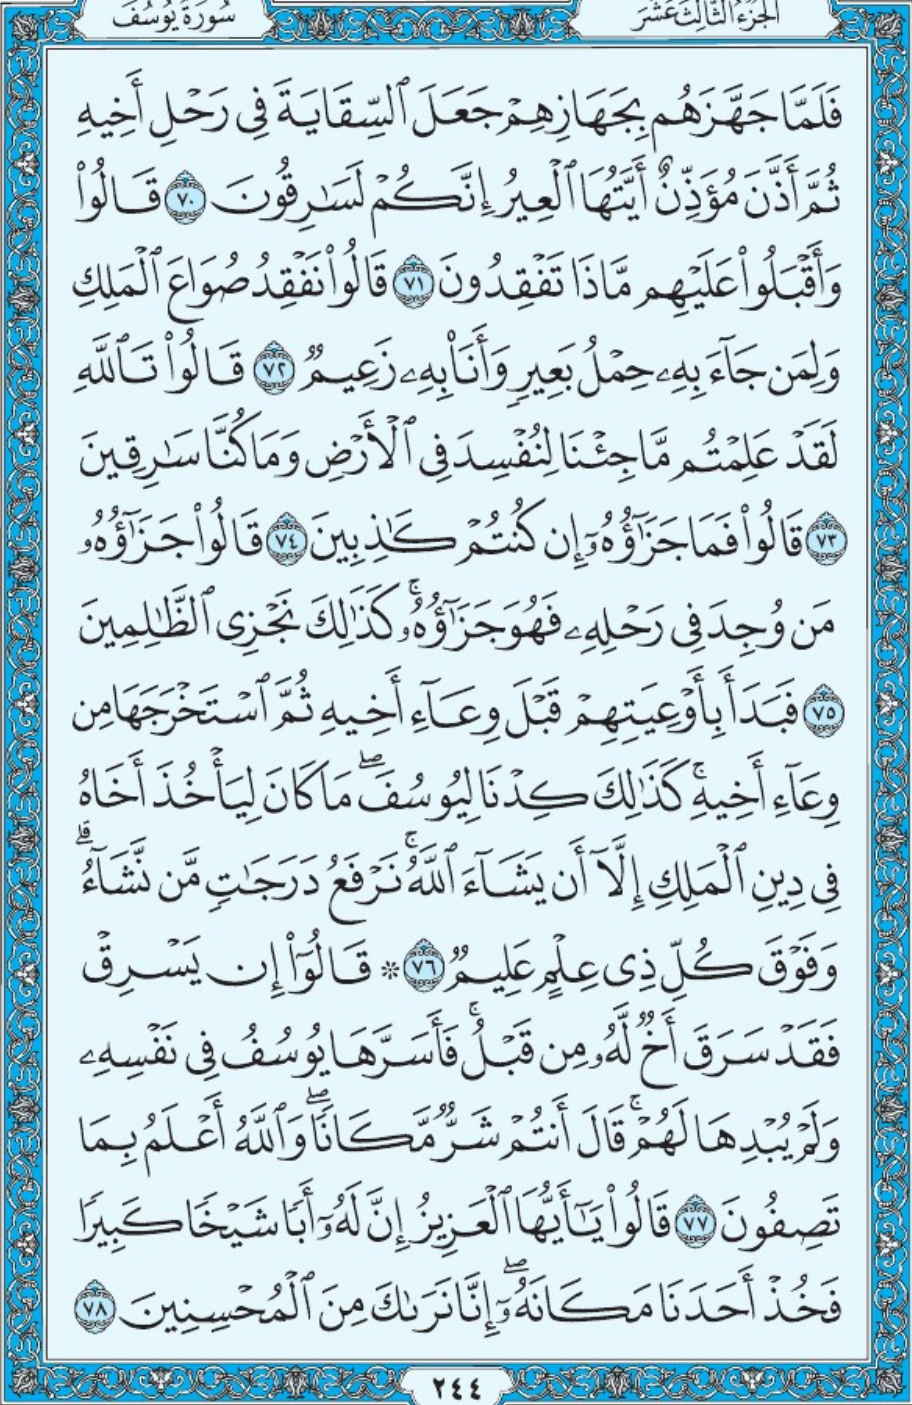 الجزء الثالث عشر
سورة يوسف
فَلَمَّا جَهَّزَهُم بِجَهَازِهِمْ جَعَلَ ٱلسِّقَايَةَ فِى رَحْلِ أَخِيهِ
ثُمَّ أَذَّنَ مُؤَذِّنٌ أَيَّتُهَا ٱلْعِيرُ إِنَّكُمْ لَسَٰرِقُونَ ٧٠ قَالُوا۟
وَأَقْبَلُوا۟ عَلَيْهِم مَّاذَا تَفْقِدُونَ ٧١ قَالُوا۟ نَفْقِدُ صُوَاعَ ٱلْمَلِكِ
وَلِمَن جَآءَ بِهِۦ حِمْلُ بَعِيرٍ وَأَنَا۠ بِهِۦ زَعِيمٌ ٧٢ قَالُوا۟ تَٱللَّهِ
لَقَدْ عَلِمْتُم مَّا جِئْنَا لِنُفْسِدَ فِى ٱلْأَرْضِ وَمَا كُنَّا سَٰرِقِينَ
٧٣ قَالُوا۟ فَمَا جَزَٰٓؤُهُۥٓ إِن كُنتُمْ كَٰذِبِينَ ٧٤ قَالُوا۟ جَزَٰٓؤُهُۥ
مَن وُجِدَ فِى رَحْلِهِۦ فَهُوَ جَزَٰٓؤُهُۥ ۚ كَذَٰلِكَ نَجْزِى ٱلظَّٰلِمِينَ
٧٥ فَبَدَأَ بِأَوْعِيَتِهِمْ قَبْلَ وِعَآءِ أَخِيهِ ثُمَّ ٱسْتَخْرَجَهَا مِن
وِعَآءِ أَخِيهِ ۚ كَذَٰلِكَ كِدْنَا لِيُوسُفَ ۖ مَا كَانَ لِيَأْخُذَ أَخَاهُ
فِى دِينِ ٱلْمَلِكِ إِلَّآ أَن يَشَآءَ ٱللَّهُ ۚ نَرْفَعُ دَرَجَٰتٍ مَّن نَّشَآءُ ۗ
وَفَوْقَ كُلِّ ذِى عِلْمٍ عَلِيمٌ ٧٦ ۞ قَالُوٓا۟ إِن يَسْرِقْ
فَقَدْ سَرَقَ أَخٌ لَّهُۥ مِن قَبْلُ ۚ فَأَسَرَّهَا يُوسُفُ فِى نَفْسِهِۦ
وَلَمْ يُبْدِهَا لَهُمْ ۚ قَالَ أَنتُمْ شَرٌّ مَّكَانًا ۖ وَٱللَّهُ أَعْلَمُ بِمَا
تَصِفُونَ ٧٧ قَالُوا۟ يَٰٓأَيُّهَا ٱلْعَزِيزُ إِنَّ لَهُۥٓ أَبًا شَيْخًا كَبِيرًا
فَخُذْ أَحَدَنَا مَكَانَهُۥٓ ۖ إِنَّا نَرَىٰكَ مِنَ ٱلْمُحْسِنِينَ ٧٨
٢٤٤